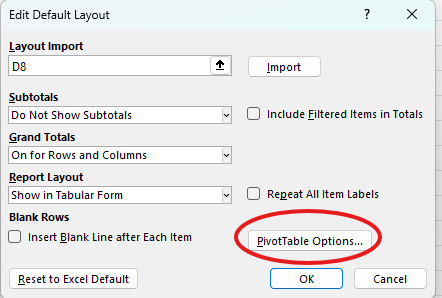 Edit Default Layout
?
Layout Import
D8
Import
Subtotals
Do Not Show Subtotals
Include Filtered Items in Totals
Grand Totals
On for Rows and Columns
Report Layout
Show in Tabular Form
Repeat All Item Labels
Blank Rows
Insert Blank Line after Each Item
PivotTable Options...
Reset to Excel Default
OK
Cancel